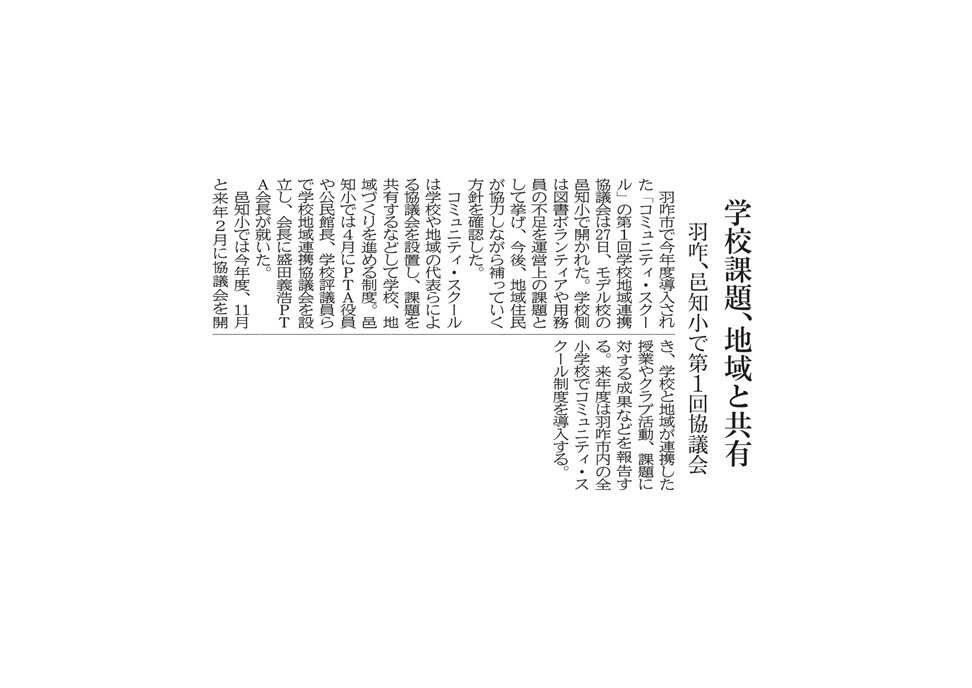 学校課題、地域と共有
羽咋、邑知小で第1回協議会
羽咋市で今年度導入され
た「コミュニティ・スクー
ル」の第1回学校地域連携
協議会は27日、モデル校の
邑知小で開かれた。学校側
は図書ボランティアや用務
員の不足を運営上の課題と
して挙げ、今後、地域住民
が協力しながら補っていく
方針を確認した。
コミュニティ・スクール
は学校や地域の代表らによ
る協議会を設置し、課題を
共有するなどして学校、地
域づくりを進める制度。邑
知小では4月にPTA役員
や公民館長、学校評議員ら
で学校地域連携協議会を設
立し、会長に盛田義浩PT
A会長が就いた。
邑知小では今年度、11月
と来年2月に協議会を開
き、学校と地域が連携した
授業やクラブ活動、課題に
対する成果などを報告す
る。来年度は羽咋市内の全
小学校でコミュニティ・ス
クール制度を導入する。